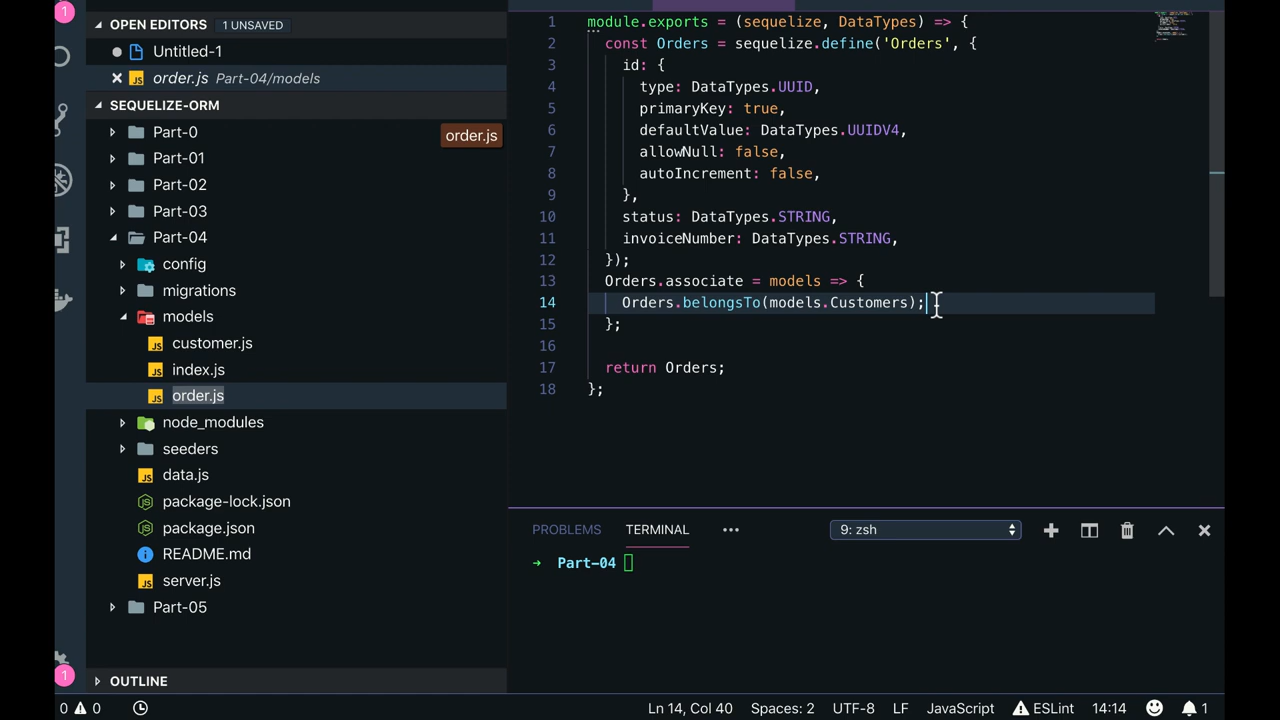 1
OPEN EDITORS 1 UNSAVED
Untitled-1
order.js Part-04/models
SEQUELIZE-ORM
Part-0
order.js
Part-01
Part-02
Part-03
Part-04
config
migrations
models
customer.js
index.js
order.js
node_modules
seeders
data.js
package-lock.json
package.json
README.md
server.js
Part-05
1
OUTLINE
1 module.exports = (sequelize, DataTypes) => {
2 const Orders = sequelize.define('Orders', {
3 id: {
4 type: DataTypes.UUID,
5 primaryKey: true,
6 defaultValue: DataTypes.UUIDV4,
7 allowNull: false,
8 autoIncrement: false,
9 },
10 status: DataTypes.STRING,
11 invoiceNumber: DataTypes.STRING,
12 });
13 Orders.associate = models => {
14 Orders.belongsTo(models.Customers);
15 };
16
17 return Orders;
18 };
PROBLEMS TERMINAL ••• 9: zsh
→ Part-04
0 0 Ln 14, Col 40 Spaces: 2 UTF-8 LF JavaScript ESLint 14:14 1